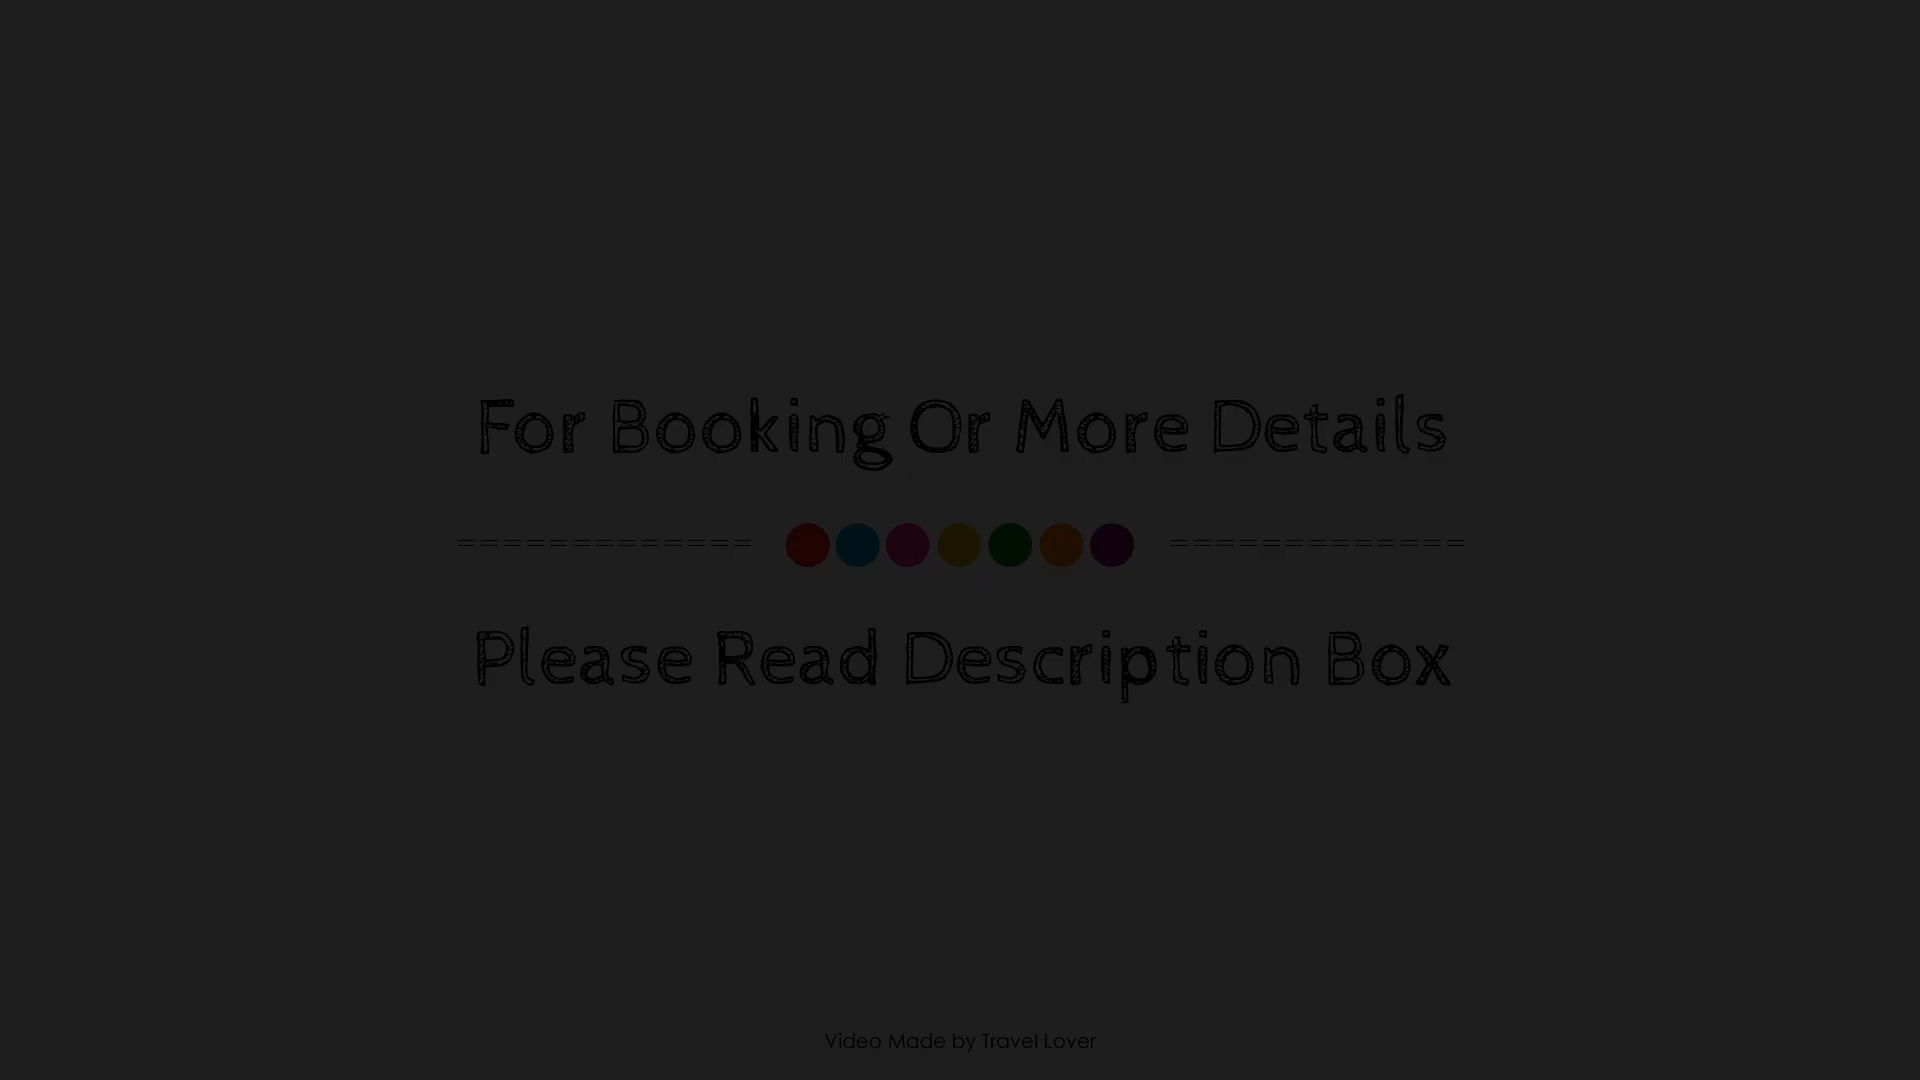 For Booking Or More Details
============= =============
Please Read Description Box
Video Made by Travel Lover